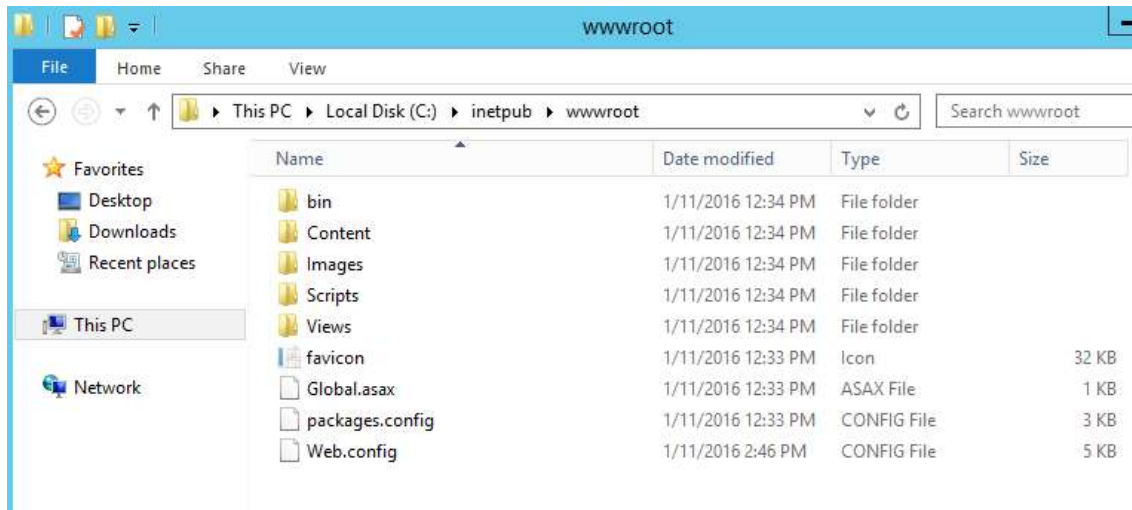 wwwroot
File Home Share View
This PC Local Disk (C:) inetpub wwwroot Search wwwroot
Name Date modified Type Size
Favorites
Desktop
Downloads
Recent places
This PC
Network
bin 1/11/2016 12:34 PM File folder
Content 1/11/2016 12:34 PM File folder
Images 1/11/2016 12:34 PM File folder
Scripts 1/11/2016 12:34 PM File folder
Views 1/11/2016 12:34 PM File folder
favicon 1/11/2016 12:33 PM Icon 32 KB
Global.asax 1/11/2016 12:33 PM ASAX File 1 KB
packages.config 1/11/2016 12:33 PM CONFIG File 3 KB
Web.config 1/11/2016 2:46 PM CONFIG File 5 KB